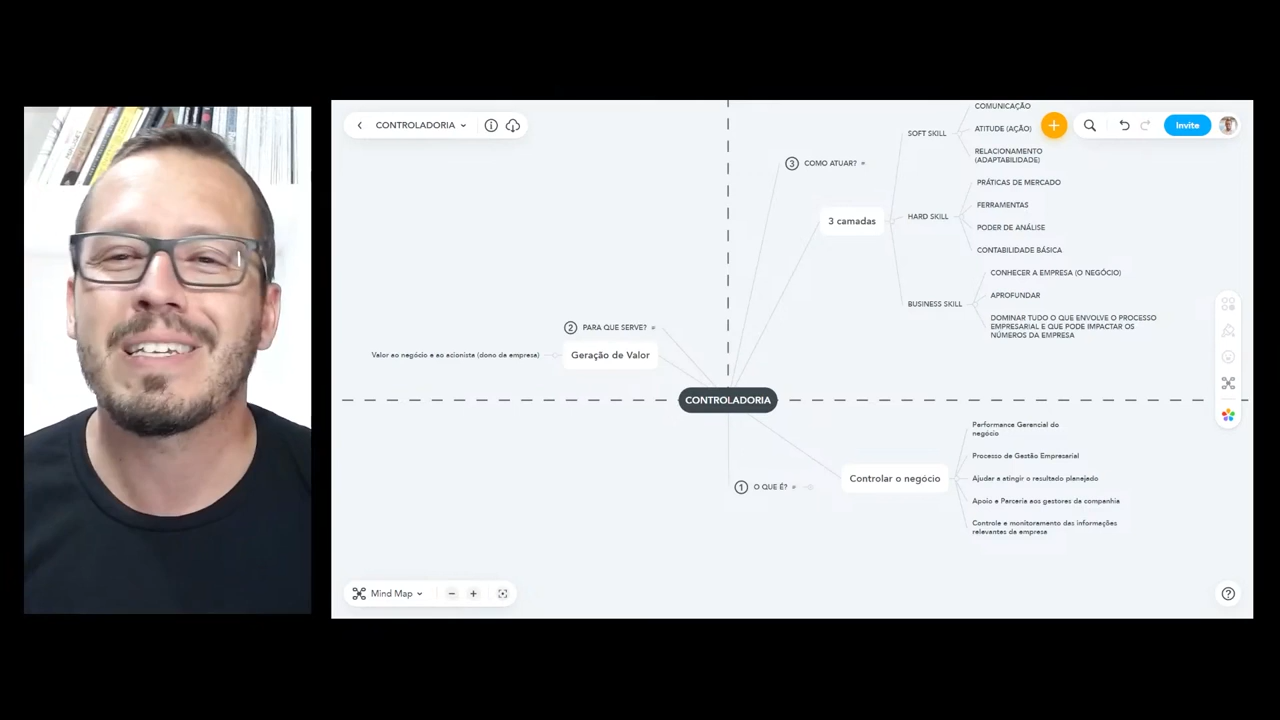 CONTROLADORIA
COMUNICAÇÃO
SOFT SKILL
ATITUDE (AÇÃO)
RELACIONAMENTO
(ADAPTABILIDADE)
Invite
3 COMO ATUAR?
3 camadas
PRÁTICAS DE MERCADO
FERRAMENTAS
HARD SKILL
PODER DE ANÁLISE
CONTABILIDADE BÁSICA
CONHECER A EMPRESA (O NEGÓCIO)
APROFUNDAR
BUSINESS SKILL
DOMINAR TUDO O QUE ENVOLVE O PROCESSO
EMPRESARIAL E QUE PODE IMPACTAR OS
NÚMEROS DA EMPRESA
2 PARA QUE SERVE?
Valor ao negócio e ao acionista (dono da empresa)
Geração de Valor
CONTROLADORIA
1 O QUE É?
Controlar o negócio
Performance Gerencial do
negócio
Processo de Gestão Empresarial
Ajudar a atingir o resultado planejado
Apoio e Parceria aos gestores da companhia
Controle e monitoramento das informações
relevantes da empresa
Mind Map